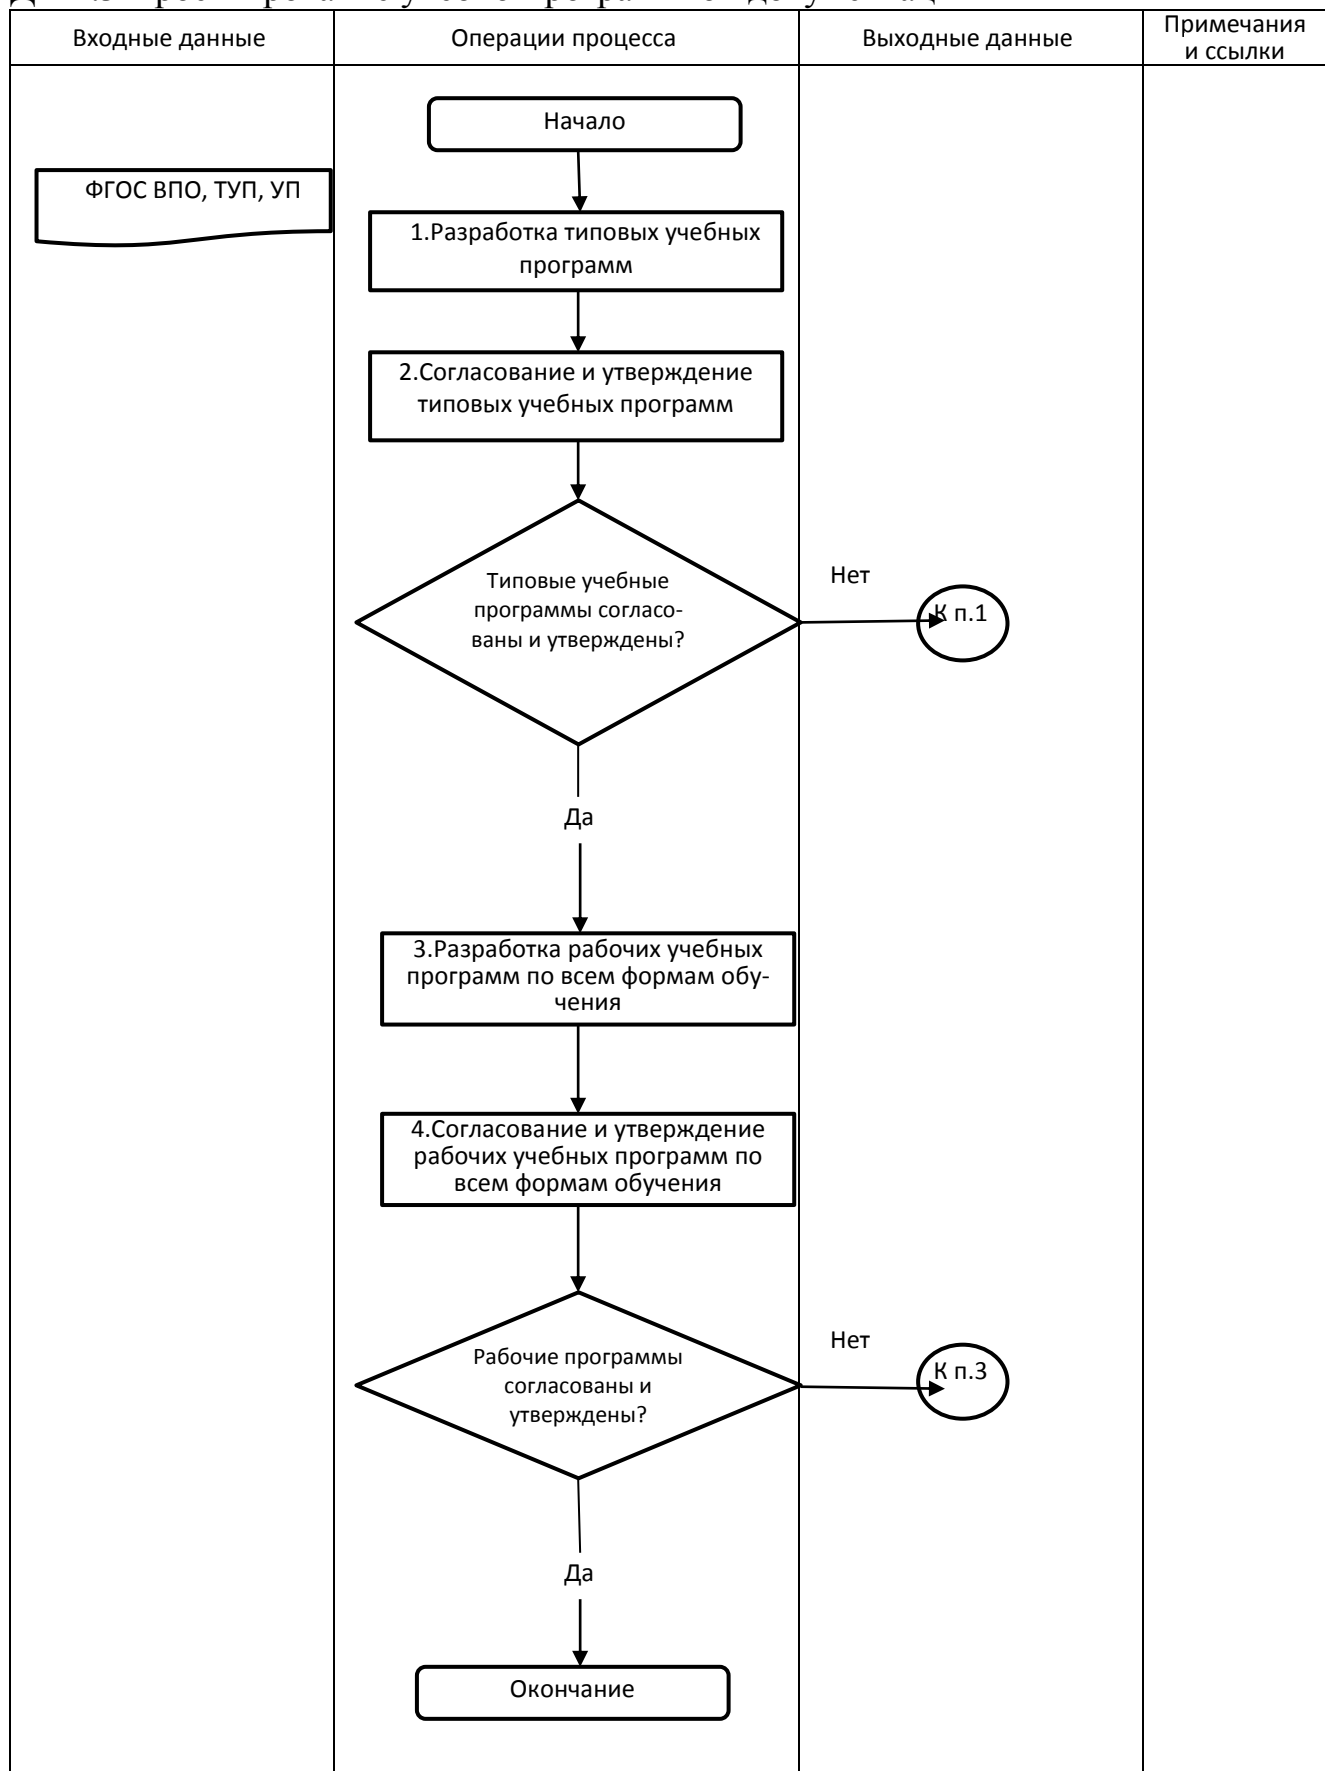 Входные данные
Операции процесса
Выходные данные
Примечания
и ссылки
Начало
ФГОС ВПО, ТУП, УП
1.Разработка типовых учебных
программ
2.Согласование и утверждение
типовых учебных программ
Типовые учебные
программы согласо-
ваны и утверждены?
Нет
К п.1
Да
3.Разработка рабочих учебных
программ по всем формам обу-
чения
4.Согласование и утверждение
рабочих учебных программ по
всем формам обучения
Рабочие программы
согласованы и
утверждены?
Нет
К п.3
Да
Окончание